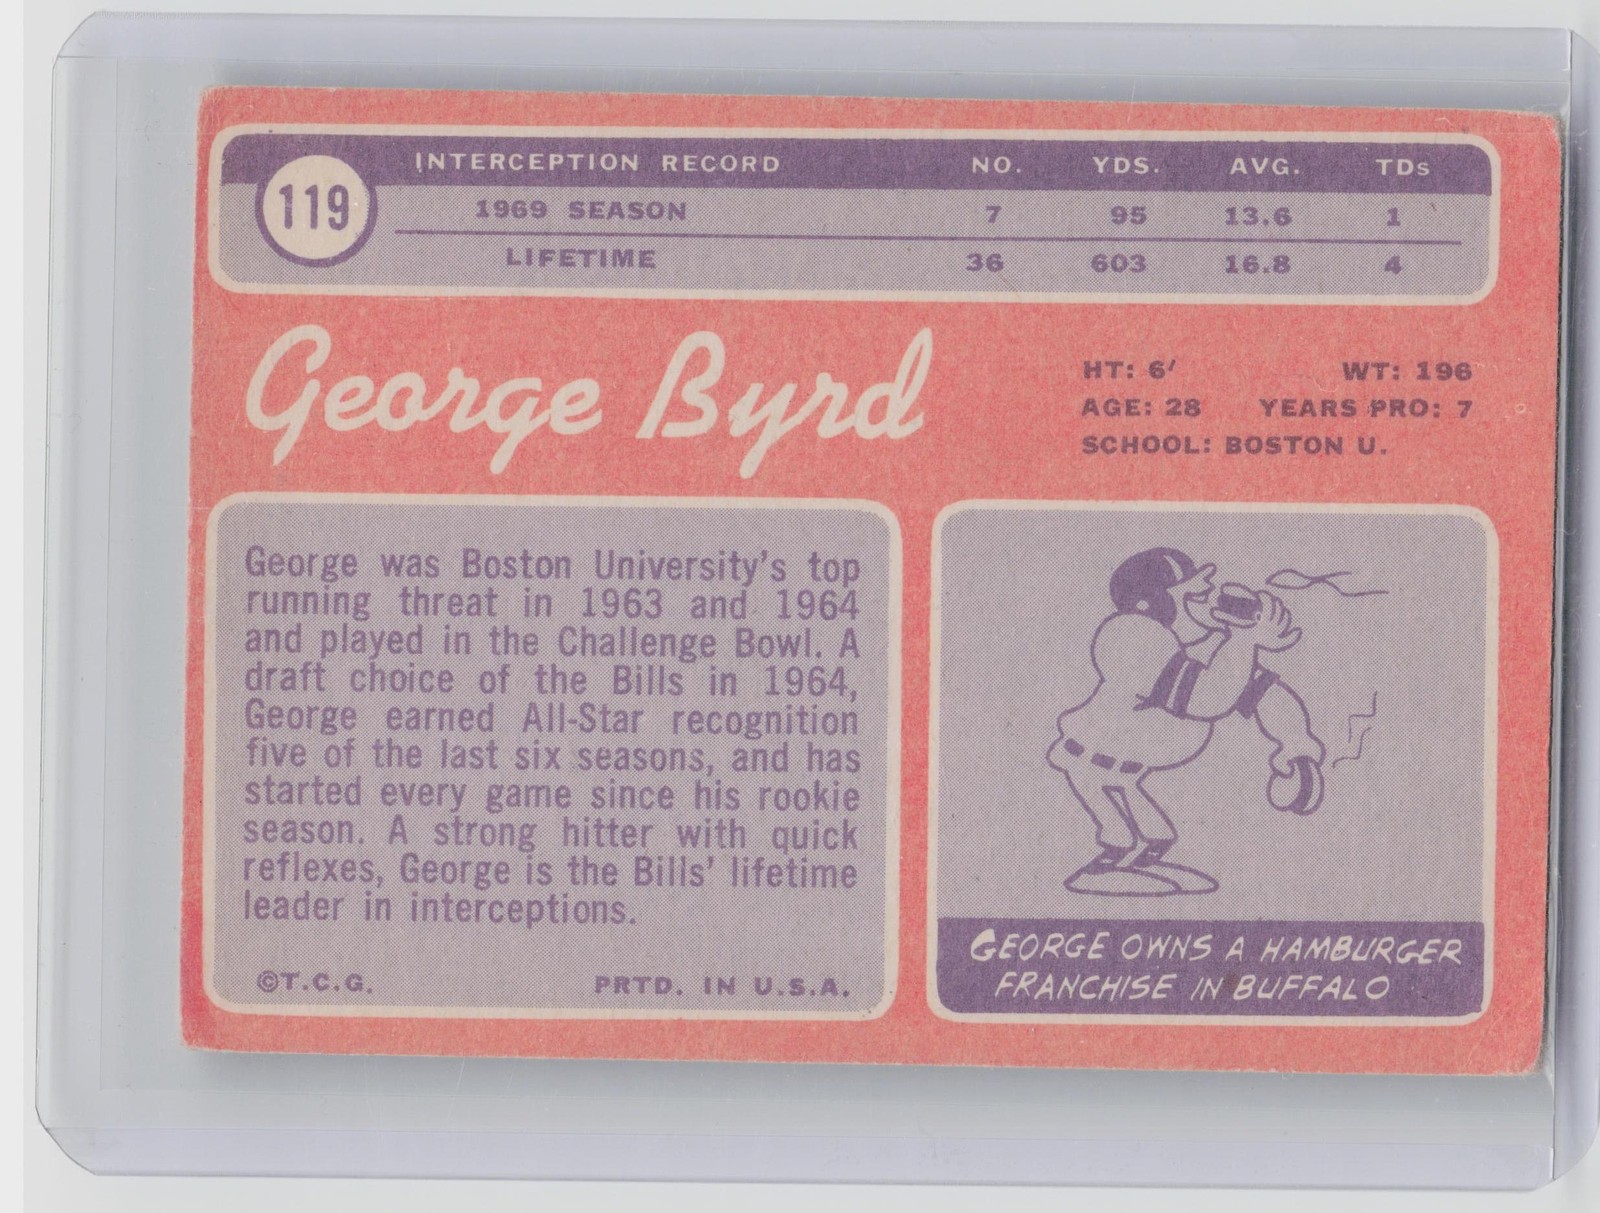 119
INTERCEPTION RECORD NO. YDS. AVG. TDs
1969 SEASON 7 95 13.6 1
LIFETIME 36 603 16.8 4
George Byrd
HT: 6′ WT: 196
AGE: 28 YEARS PRO: 7
SCHOOL: BOSTON U.
George was Boston University's top
running threat in 1963 and 1964
and played in the Challenge Bowl. A
draft choice of the Bills in 1964,
George earned All-Star recognition
five of the last six seasons, and has
started every game since his rookie
season. A strong hitter with quick
reflexes, George is the Bills' lifetime
leader in interceptions.
©T.C.G. PRTD. IN U.S.A.
GEORGE OWNS A HAMBURGER
FRANCHISE IN BUFFALO